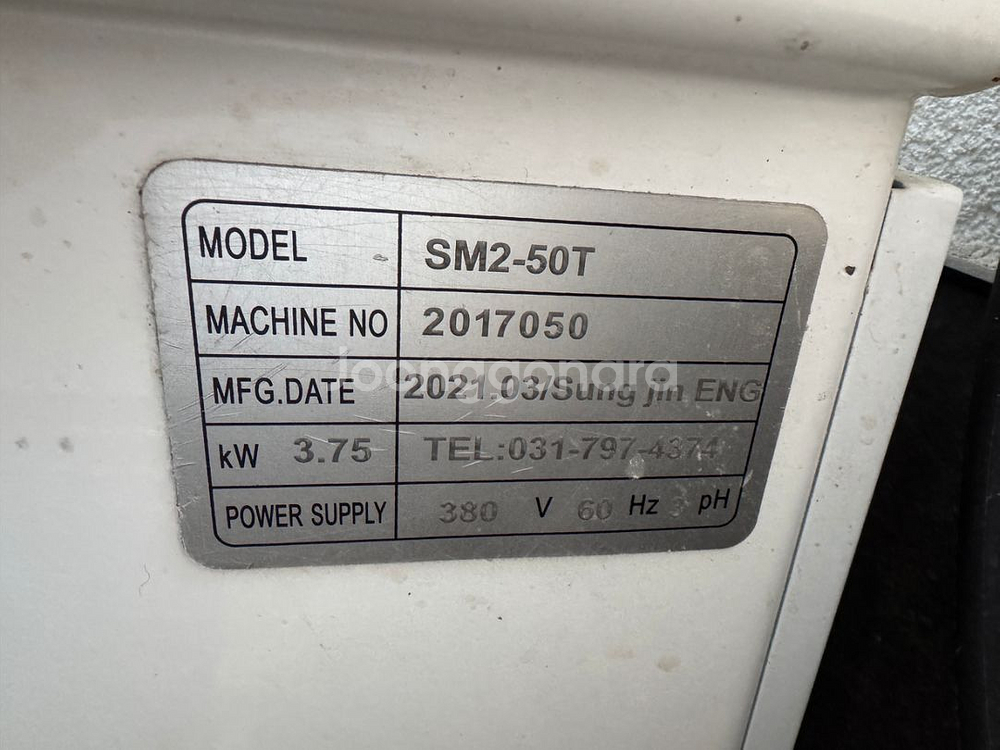 MODEL SM2-50T
MACHINE NO 2017050
joonggonara
MFG.DATE 2021.03/Sung jin ENG
kW 3.75 TEL:031-797-4374
POWER SUPPLY 380 V 60 Hz 3 pH